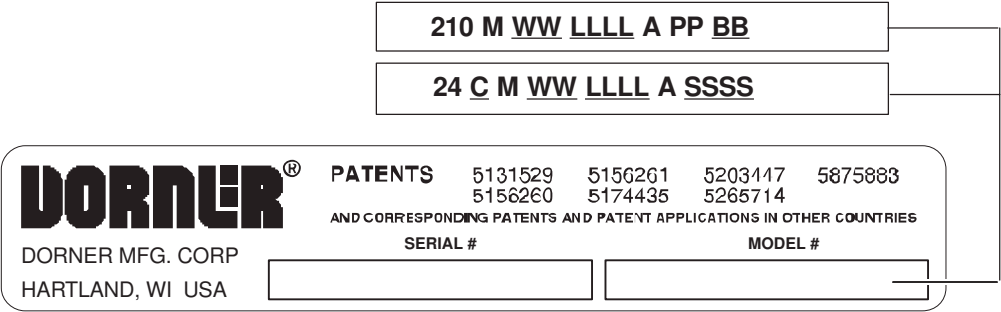 210 M WW LLLL A PP BB
24 C M WW LLLL A SSSS
DORNER®
PATENTS 5131529 5156261 5203447 5875883
5156260 5174435 5265714
AND CORRESPONDING PATENTS AND PATENT APPLICATIONS IN OTHER COUNTRIES
SERIAL # MODEL #
DORNER MFG. CORP
HARTLAND, WI USA